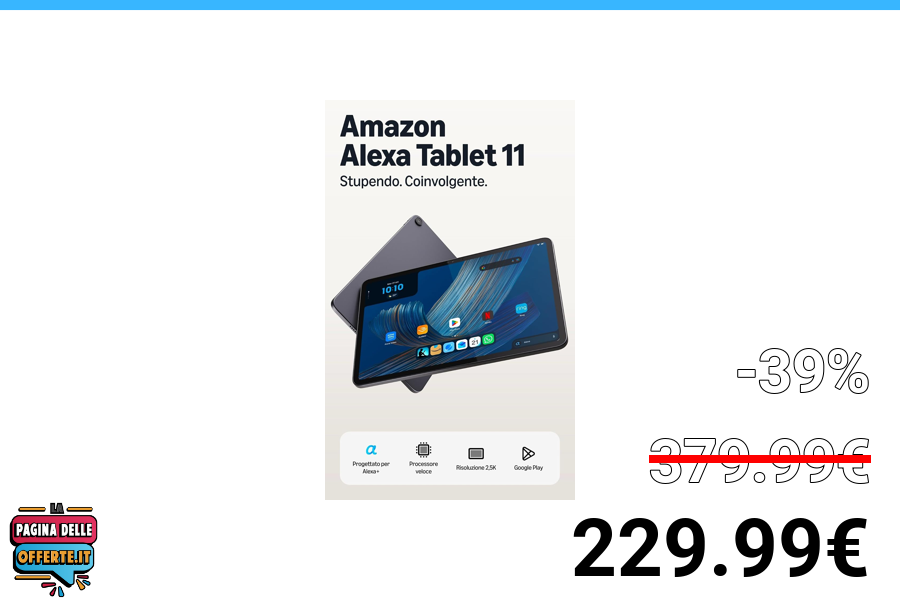 Amazon
Alexa Tablet 11
Stupendo. Coinvolgente.
10:10
21
Progettato per
Alexa+
Processore
veloce
Risoluzione 2,5K
Google Play
-39%
379.99€
229.99€
LA
PAGINA DELLE
OFFERTE.IT